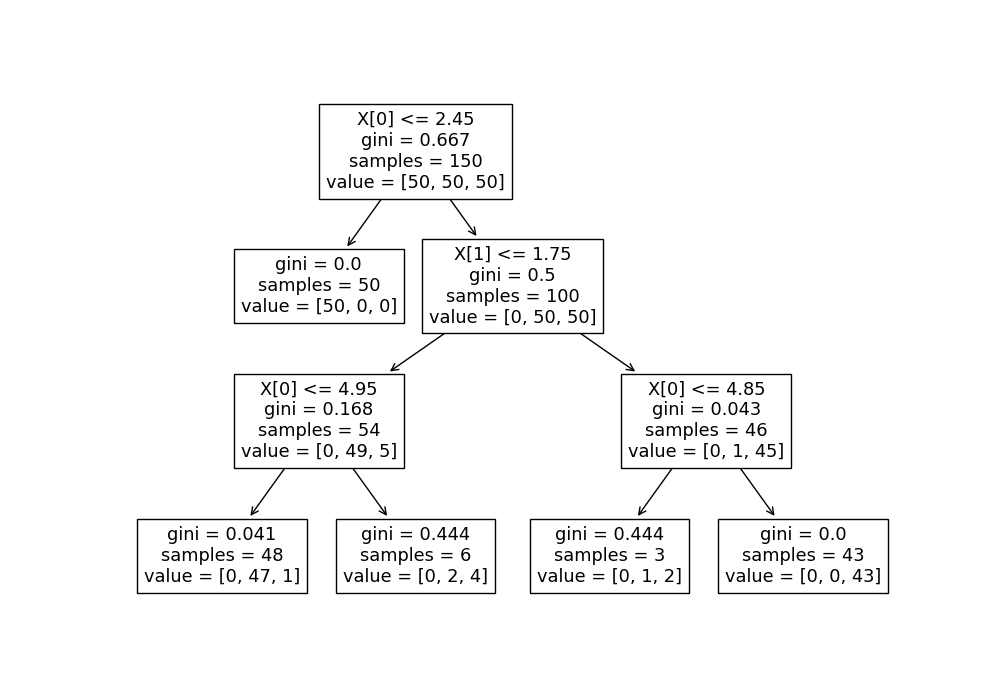 X[0] <= 2.45
gini = 0.667
samples = 150
value = [50, 50, 50]
gini = 0.0
samples = 50
value = [50, 0, 0]
X[1] <= 1.75
gini = 0.5
samples = 100
value = [0, 50, 50]
X[0] <= 4.95
gini = 0.168
samples = 54
value = [0, 49, 5]
X[0] <= 4.85
gini = 0.043
samples = 46
value = [0, 1, 45]
gini = 0.041
samples = 48
value = [0, 47, 1]
gini = 0.444
samples = 6
value = [0, 2, 4]
gini = 0.444
samples = 3
value = [0, 1, 2]
gini = 0.0
samples = 43
value = [0, 0, 43]